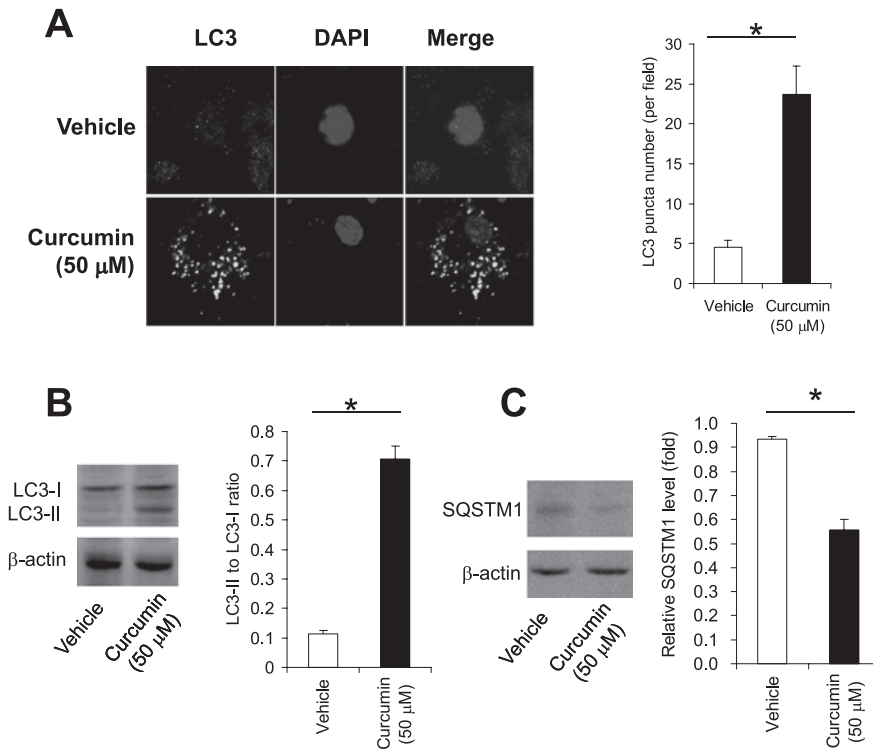 A
LC3 DAPI Merge
Vehicle
Curcumin
(50 μM)
*
LC3 puncta number (per field)
30
25
20
15
10
5
0
Vehicle Curcumin
(50 μM)
B
LC3-I
LC3-II
β-actin
Vehicle
Curcumin
(50 μM)
*
LC3-II to LC3-I ratio
0.8
0.7
0.6
0.5
0.4
0.3
0.2
0.1
0
Vehicle
Curcumin
(50 μM)
C
SQSTM1
β-actin
Vehicle
Curcumin
(50 μM)
*
Relative SQSTM1 level (fold)
1.0
0.9
0.8
0.7
0.6
0.5
0.4
0.3
0.2
0.1
0.0
Vehicle
Curcumin
(50 μM)